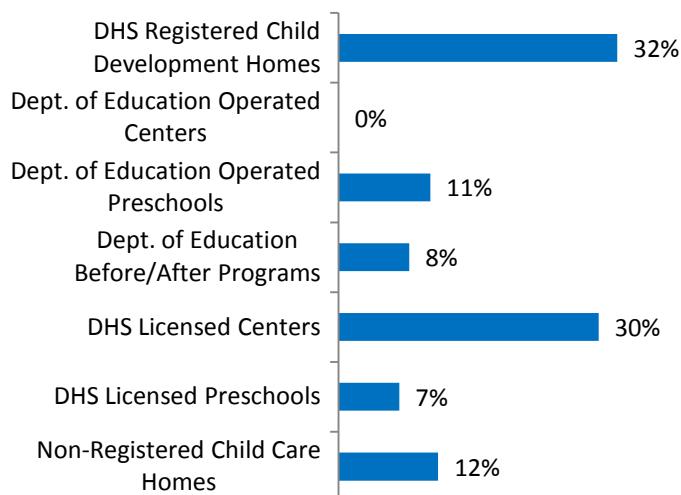 DHS Registered Child
Development Homes
32%
Dept. of Education Operated
Centers
0%
Dept. of Education Operated
Preschools
11%
Dept. of Education
Before/After Programs
8%
DHS Licensed Centers
30%
DHS Licensed Preschools
7%
Non-Registered Child Care
Homes
12%